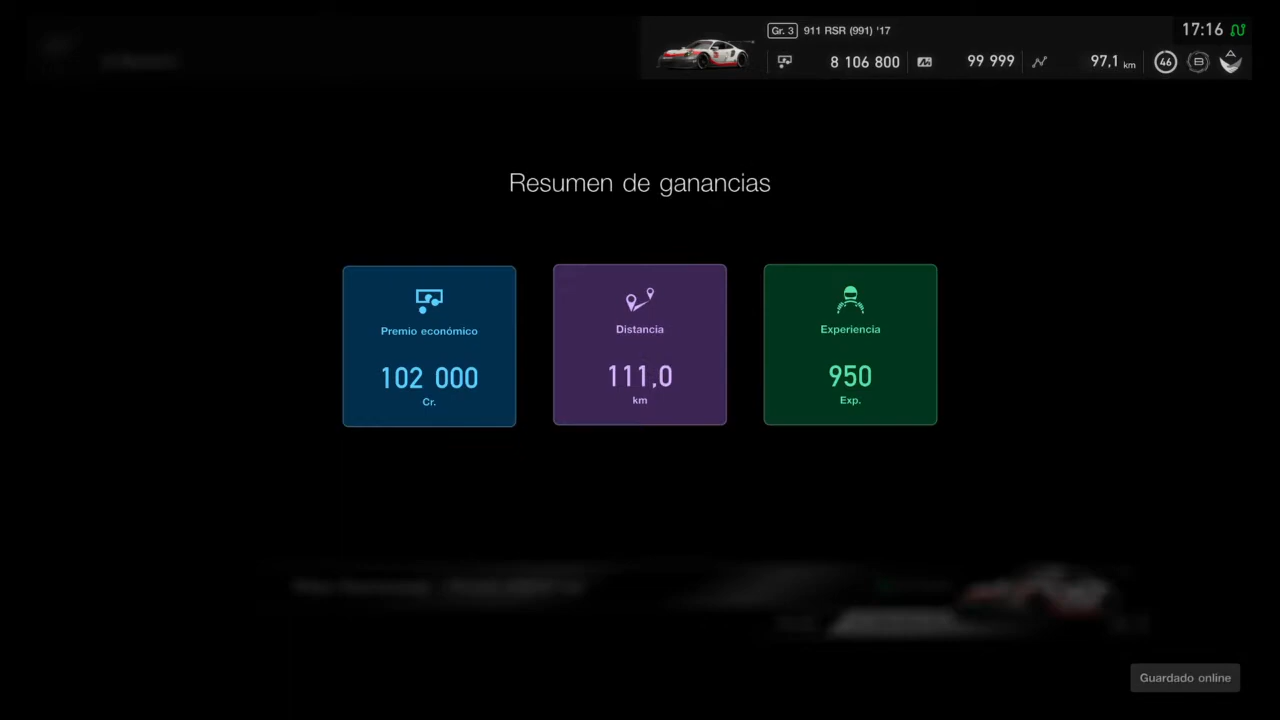 Gr. 3 911 RSR (991) '17 17:16
8 106 800 99 999 97,1 km 46 B A
Resumen de ganancias
Premio económico Distancia Experiencia
102 000 111,0 950
Cr. km Exp.
Guardado online